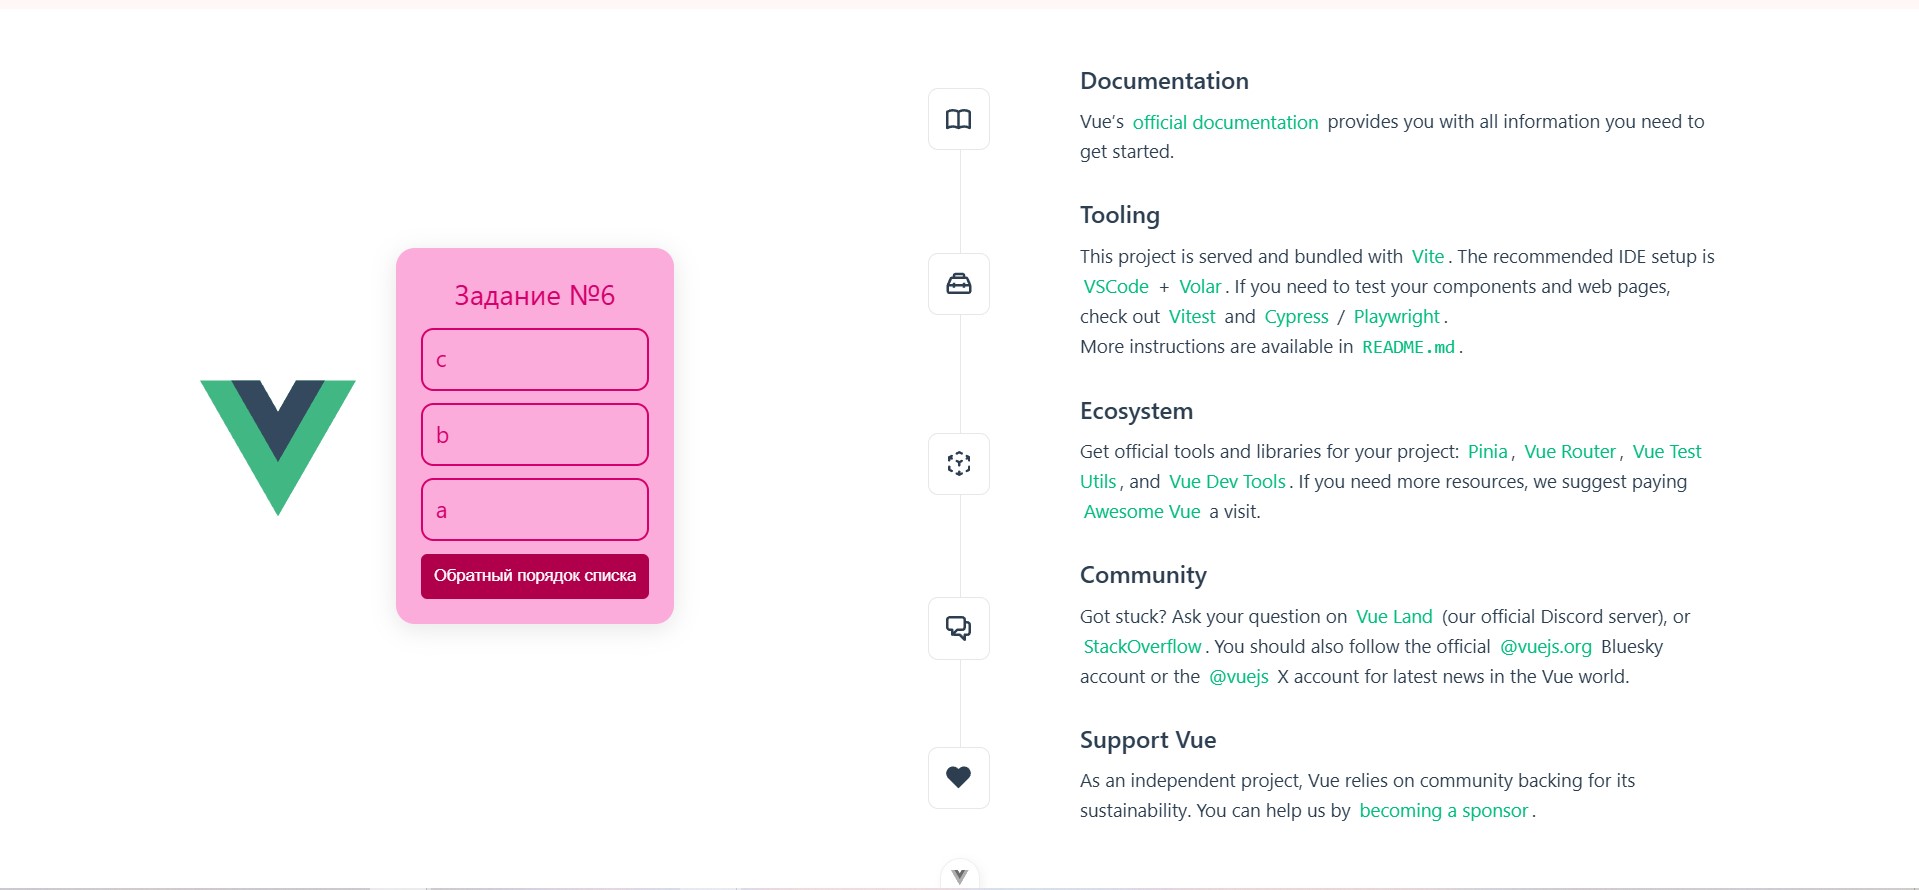 Задание №6
c
b
a
Обратный порядок списка
Documentation
Vue’s official documentation provides you with all information you need to
get started.
Tooling
This project is served and bundled with Vite. The recommended IDE setup is
VSCode + Volar. If you need to test your components and web pages,
check out Vitest and Cypress / Playwright.
More instructions are available in README.md.
Ecosystem
Get official tools and libraries for your project: Pinia, Vue Router, Vue Test
Utils, and Vue Dev Tools. If you need more resources, we suggest paying
Awesome Vue a visit.
Community
Got stuck? Ask your question on Vue Land (our official Discord server), or
StackOverflow. You should also follow the official @vuejs.org Bluesky
account or the @vuejs X account for latest news in the Vue world.
Support Vue
As an independent project, Vue relies on community backing for its
sustainability. You can help us by becoming a sponsor.